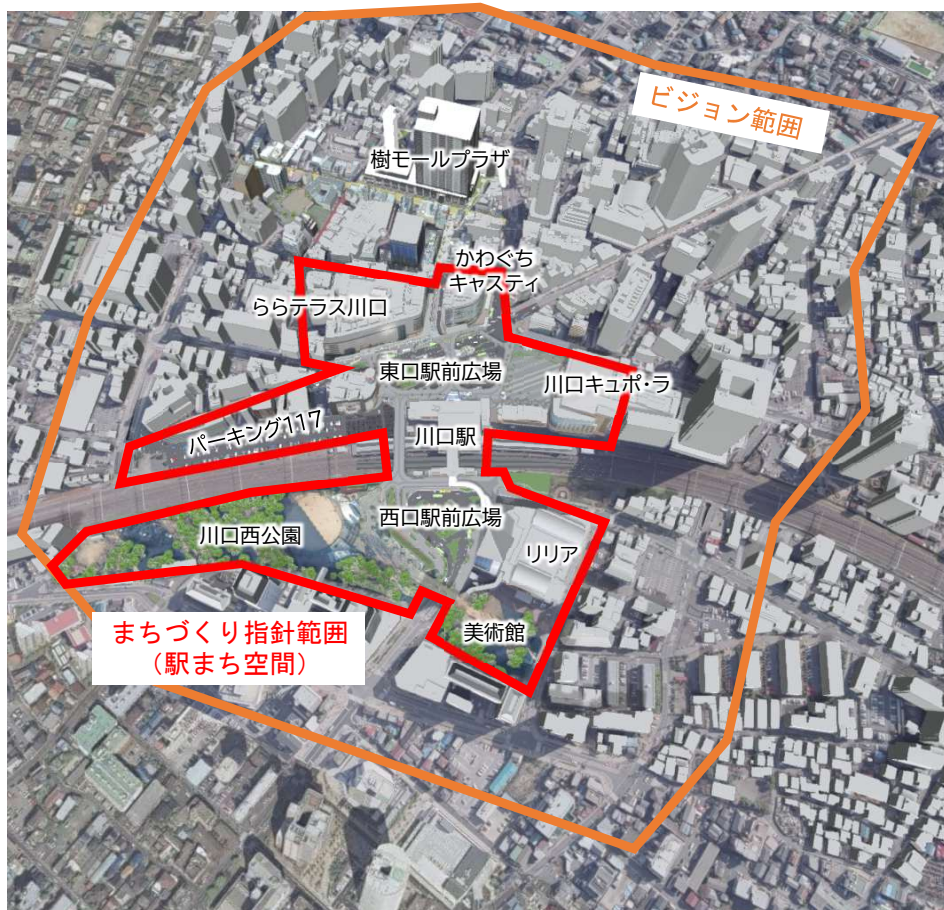 ビジョン範囲
樹モールプラザ
かわぐち
キャスティ
ららテラス川口
東口駅前広場
川口キュポ・ラ
パーキング117
川口駅
西口駅前広場
川口西公園
リリア
美術館
まちづくり指針範囲
（駅まち空間）